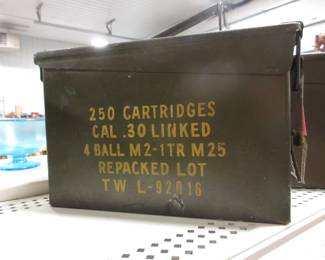 250 CARTRIDGES
CAL .30 LINKED
4 BALL M2-1TR M25
REPACKED LOT
TW L-92016